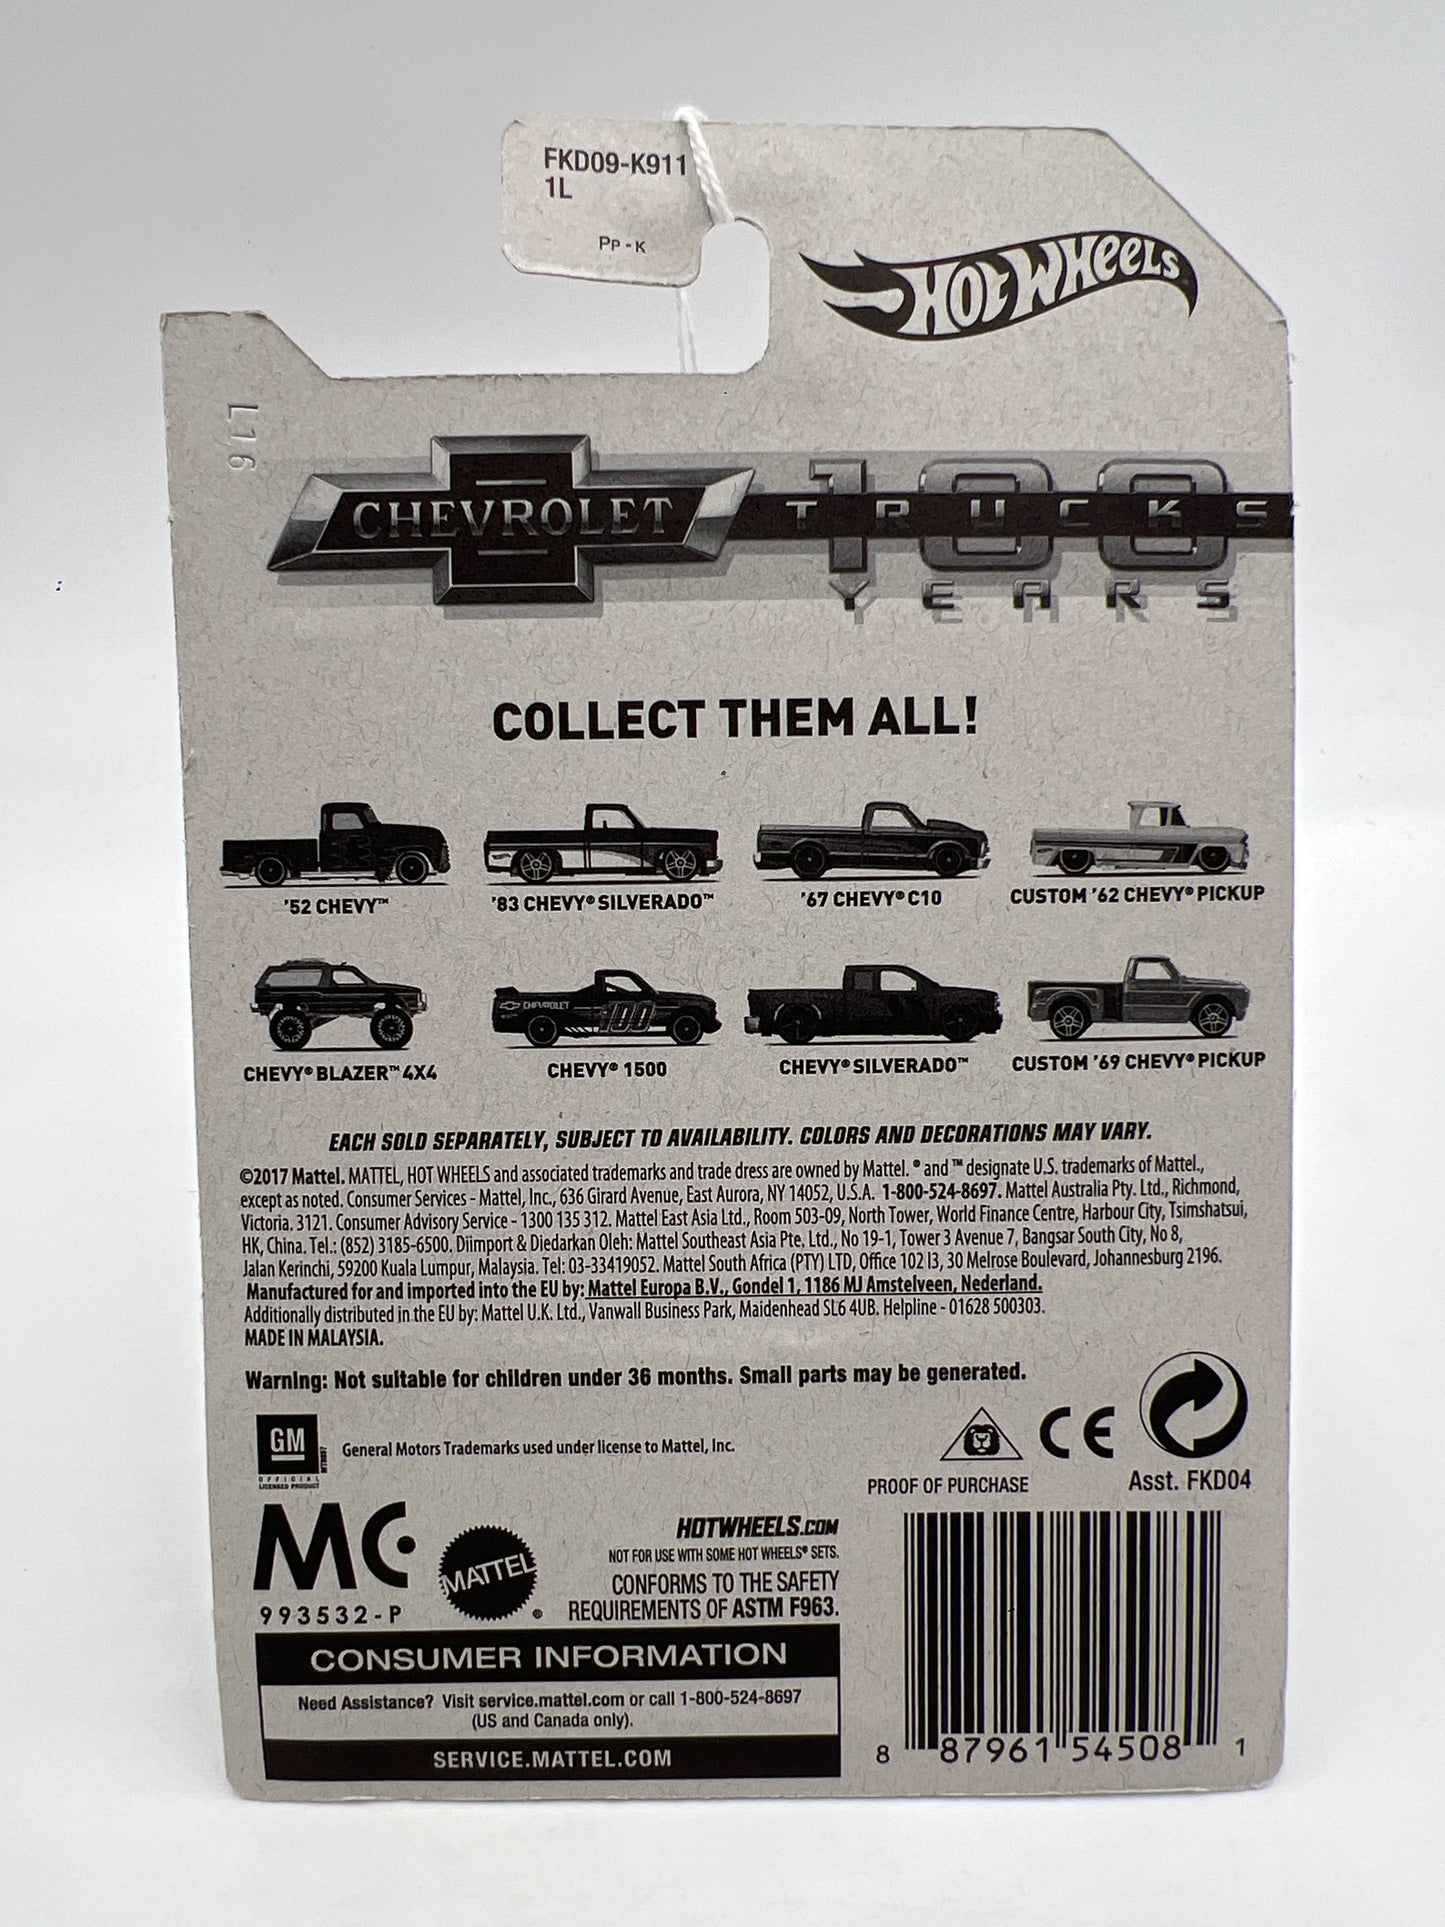 FKD09-K911
1L
PP - K
HOT WHEELS
L16
CHEVROLET TRUCKS
100
YEARS
COLLECT THEM ALL!
'52 CHEVY™
'83 CHEVY® SILVERADO™
'67 CHEVY® C10
CUSTOM '62 CHEVY® PICKUP
CHEVROLET 100
CHEVY® BLAZER™ 4X4
CHEVY® 1500
CHEVY® SILVERADO™
CUSTOM '69 CHEVY® PICKUP
EACH SOLD SEPARATELY, SUBJECT TO AVAILABILITY. COLORS AND DECORATIONS MAY VARY.
©2017 Mattel. MATTEL, HOT WHEELS and associated trademarks and trade dress are owned by Mattel. ® and ™ designate U.S. trademarks of Mattel.,
except as noted. Consumer Services - Mattel, Inc., 636 Girard Avenue, East Aurora, NY 14052, U.S.A. 1-800-524-8697. Mattel Australia Pty. Ltd., Richmond,
Victoria. 3121. Consumer Advisory Service - 1300 135 312. Mattel East Asia Ltd., Room 503-09, North Tower, World Finance Centre, Harbour City, Tsimshatsui,
HK, China. Tel.: (852) 3185-6500. Diimport & Diedarkan Oleh: Mattel Southeast Asia Pte. Ltd., No 19-1, Tower 3 Avenue 7, Bangsar South City, No 8,
Jalan Kerinchi, 59200 Kuala Lumpur, Malaysia. Tel: 03-33419052. Mattel South Africa (PTY) LTD, Office 102 I3, 30 Melrose Boulevard, Johannesburg 2196.
Manufactured for and imported into the EU by: Mattel Europa B.V., Gondel 1, 1186 MJ Amstelveen, Nederland.
Additionally distributed in the EU by: Mattel U.K. Ltd., Vanwall Business Park, Maidenhead SL6 4UB. Helpline - 01628 500303.
MADE IN MALAYSIA.
Warning: Not suitable for children under 36 months. Small parts may be generated.
GM
OFFICIAL
LICENSED PRODUCT
General Motors Trademarks used under license to Mattel, Inc.
PROOF OF PURCHASE
CE
Asst. FKD04
MC
993532-P
MATTEL®
HOTWHEELS.COM
NOT FOR USE WITH SOME HOT WHEELS® SETS.
CONFORMS TO THE SAFETY
REQUIREMENTS OF ASTM F963.
CONSUMER INFORMATION
Need Assistance? Visit service.mattel.com or call 1-800-524-8697
(US and Canada only).
SERVICE.MATTEL.COM
8 87961 54508 1